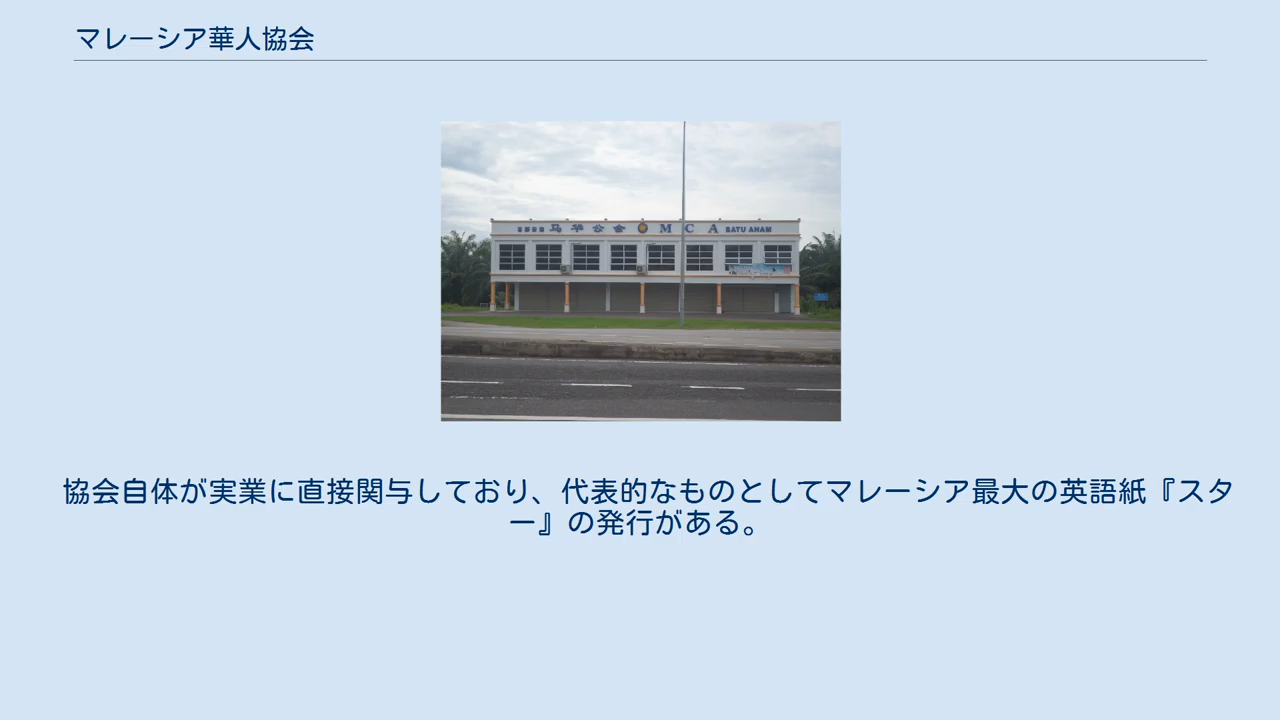 マレーシア華人協会
马华公会 MCA BATU ANAM
協会自体が実業に直接関与しており、代表的なものとしてマレーシア最大の英語紙『スタ
ー』の発行がある。